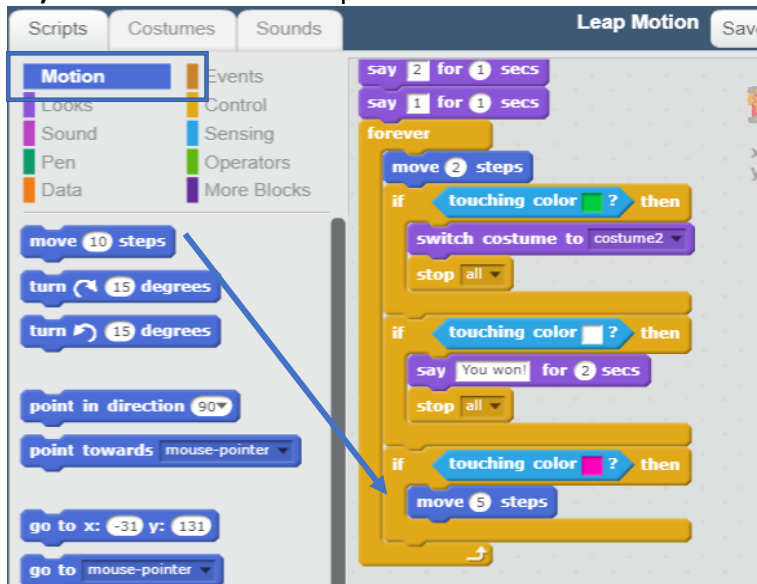 Scripts Costumes Sounds
Leap Motion Save
Motion Events
Looks Control
Sound Sensing
Pen Operators
Data More Blocks
move 10 steps
turn 15 degrees
turn 15 degrees
point in direction 90
point towards mouse-pointer
go to x: -31 y: 131
go to mouse-pointer
say 2 for 1 secs
say 1 for 1 secs
forever
move 2 steps
if touching color ? then
switch costume to costume2
stop all
if touching color ? then
say You won! for 2 secs
stop all
if touching color ? then
move 5 steps
x
y